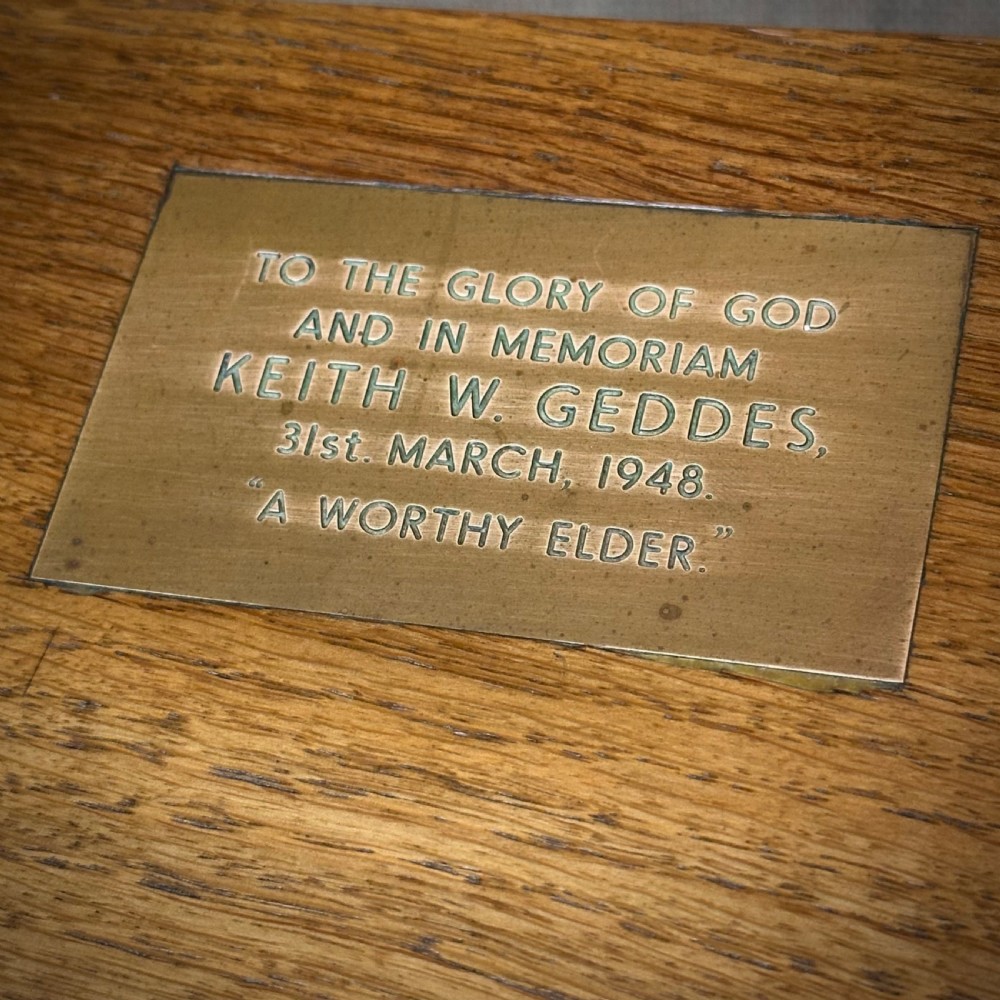 TO THE GLORY OF GOD
AND IN MEMORIAM
KEITH W. GEDDES,
31st. MARCH, 1948.
“A WORTHY ELDER.”